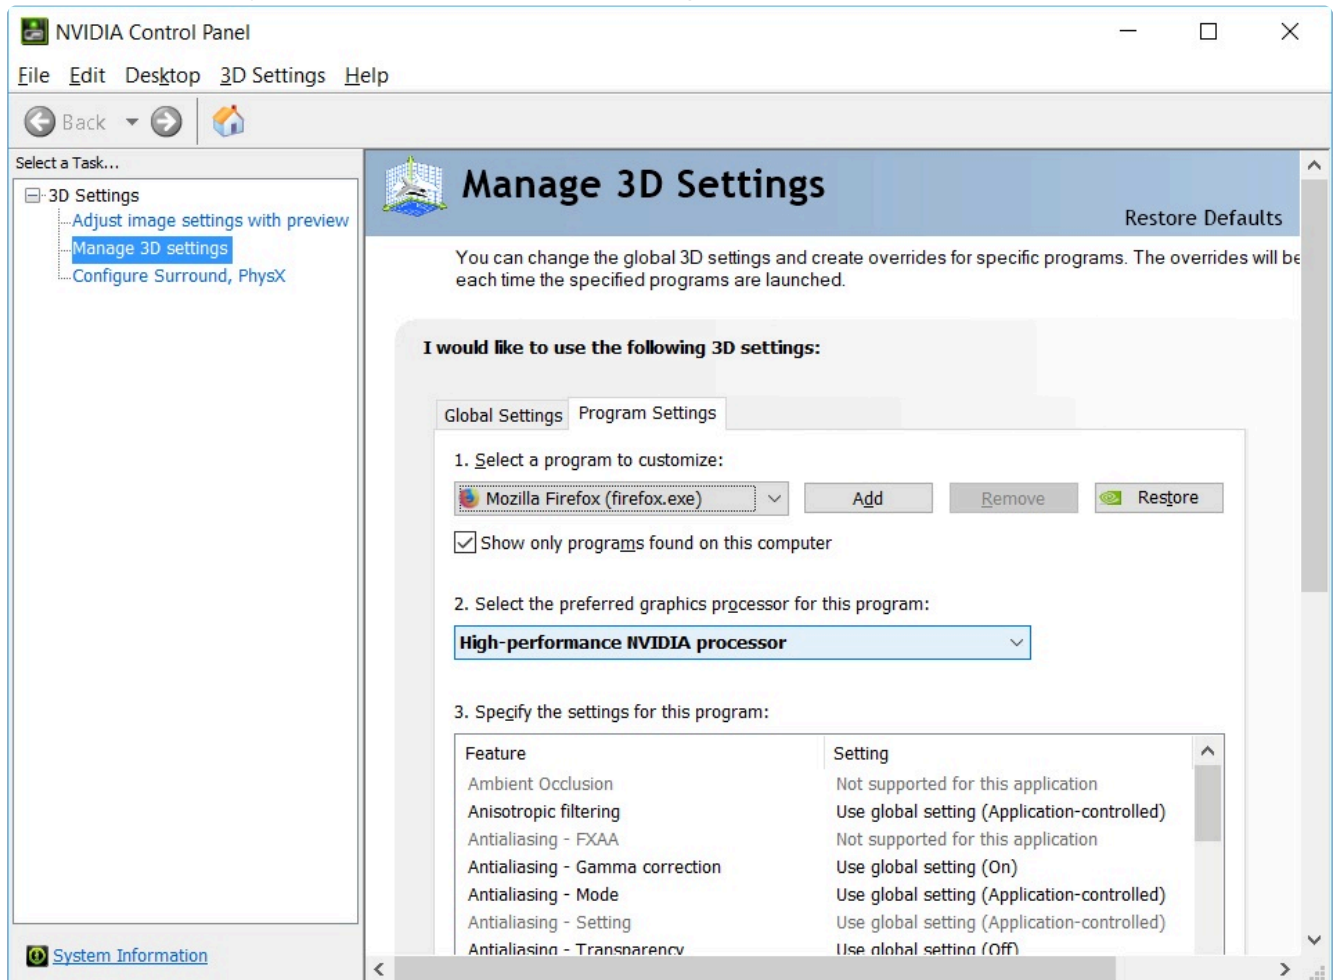 NVIDIA Control Panel
File Edit Desktop 3D Settings Help
Back
Select a Task...
3D Settings
Adjust image settings with preview
Manage 3D settings
Configure Surround, PhysX
System Information
Manage 3D Settings
Restore Defaults
You can change the global 3D settings and create overrides for specific programs. The overrides will be
each time the specified programs are launched.
I would like to use the following 3D settings:
Global Settings Program Settings
1. Select a program to customize:
Mozilla Firefox (firefox.exe) Add Remove Restore
Show only programs found on this computer
2. Select the preferred graphics processor for this program:
High-performance NVIDIA processor
3. Specify the settings for this program:
Feature Setting
Ambient Occlusion Not supported for this application
Anisotropic filtering Use global setting (Application-controlled)
Antialiasing - FXAA Not supported for this application
Antialiasing - Gamma correction Use global setting (On)
Antialiasing - Mode Use global setting (Application-controlled)
Antialiasing - Setting Use global setting (Application-controlled)
Antialiasing - Transparency Use global setting (Off)